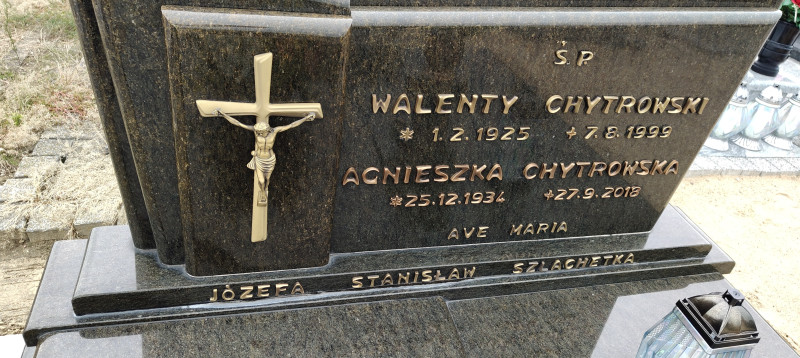 Ś.P.
WALENTY CHYTROWSKI
* 1.2.1925 +7.8.1999
AGNIESZKA CHYTROWSKA
*25.12.1934 +27.9.2018
AVE MARIA
JÓZEFA STANISŁAW SZLACHETKA